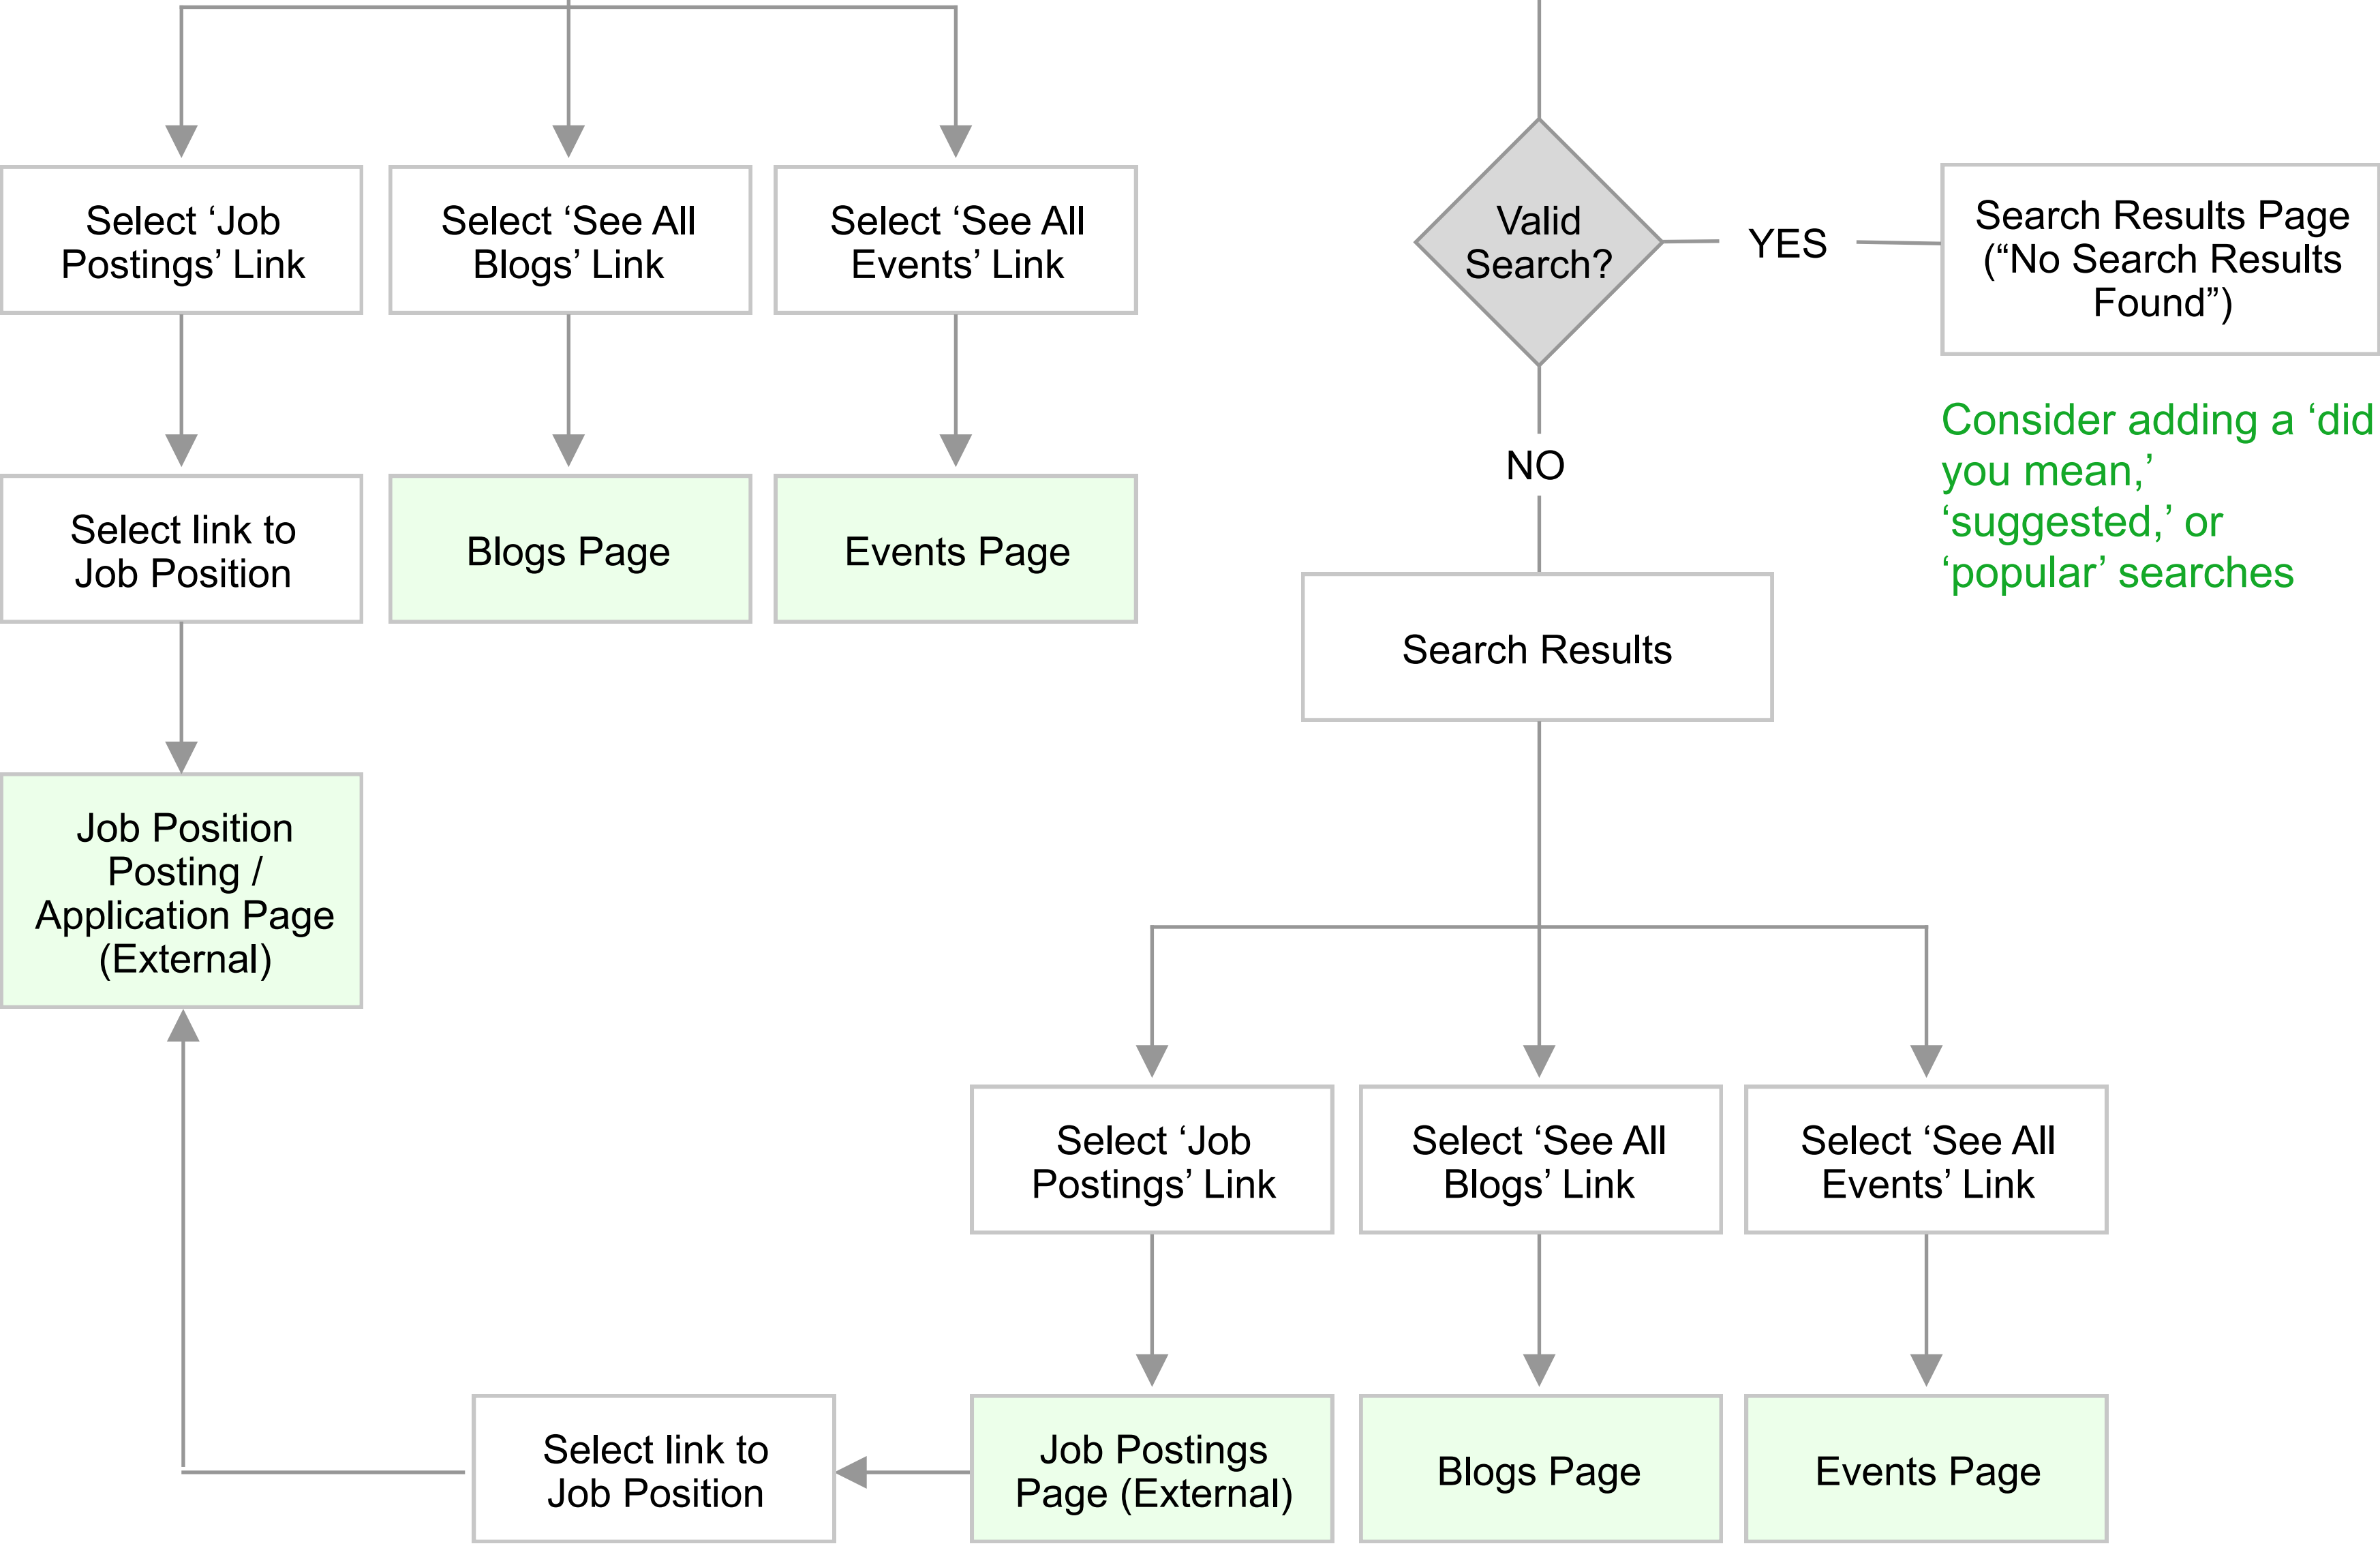 Select ‘Job
Postings’ Link
Select ‘See All
Blogs’ Link
Select ‘See All
Events’ Link
Valid
Search?
YES
Search Results Page
(“No Search Results
Found”)
Consider adding a ‘did
you mean,’
‘suggested,’ or
‘popular’ searches
NO
Select link to
Job Position
Blogs Page
Events Page
Search Results
Job Position
Posting /
Application Page
(External)
Select ‘Job
Postings’ Link
Select ‘See All
Blogs’ Link
Select ‘See All
Events’ Link
Select link to
Job Position
Job Postings
Page (External)
Blogs Page
Events Page